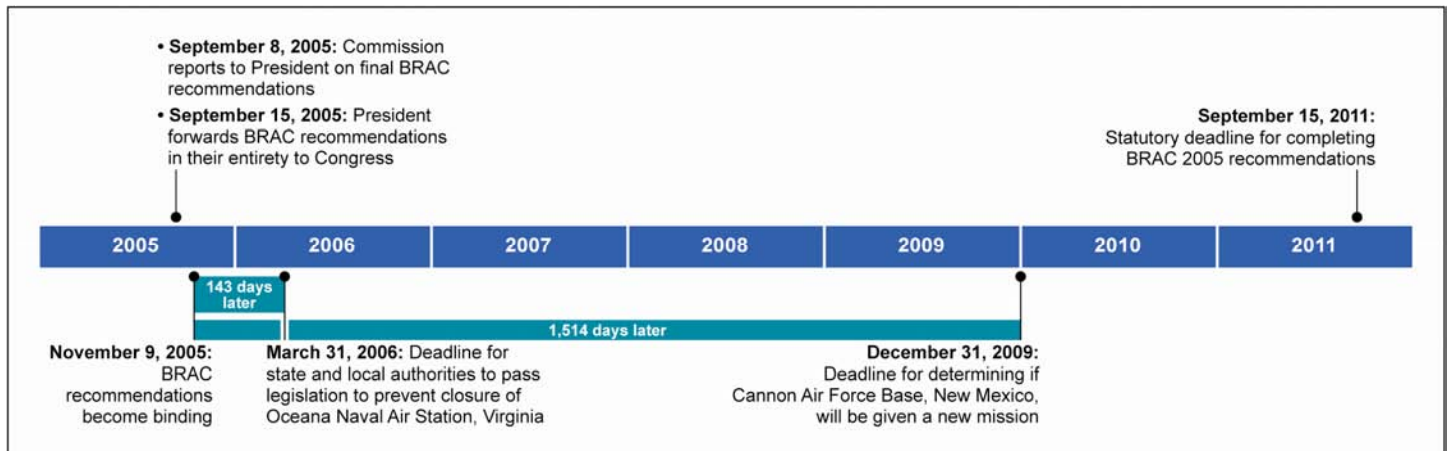 • September 8, 2005: Commission
reports to President on final BRAC
recommendations
• September 15, 2005: President
forwards BRAC recommendations
in their entirety to Congress
September 15, 2011:
Statutory deadline for completing
BRAC 2005 recommendations
2005
2006
2007
2008
2009
2010
2011
143 days
later
1,514 days later
November 9, 2005:
BRAC
recommendations
become binding
March 31, 2006: Deadline for
state and local authorities to pass
legislation to prevent closure of
Oceana Naval Air Station, Virginia
December 31, 2009:
Deadline for determining if
Cannon Air Force Base, New Mexico,
will be given a new mission